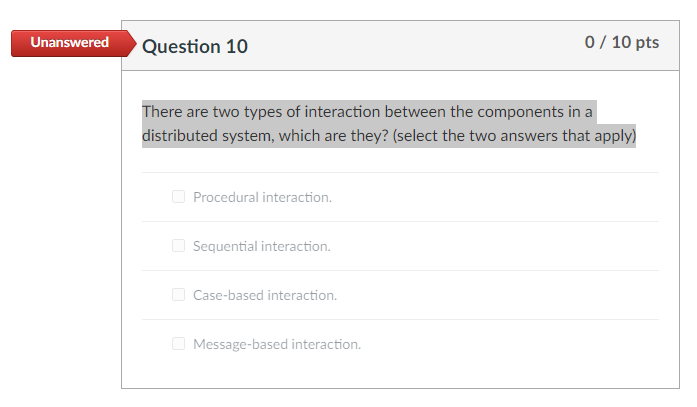 Unanswered
Question 10
0 / 10 pts
There are two types of interaction between the components in a
distributed system, which are they? (select the two answers that apply)
Procedural interaction.
Sequential interaction.
Case-based interaction.
Message-based interaction.